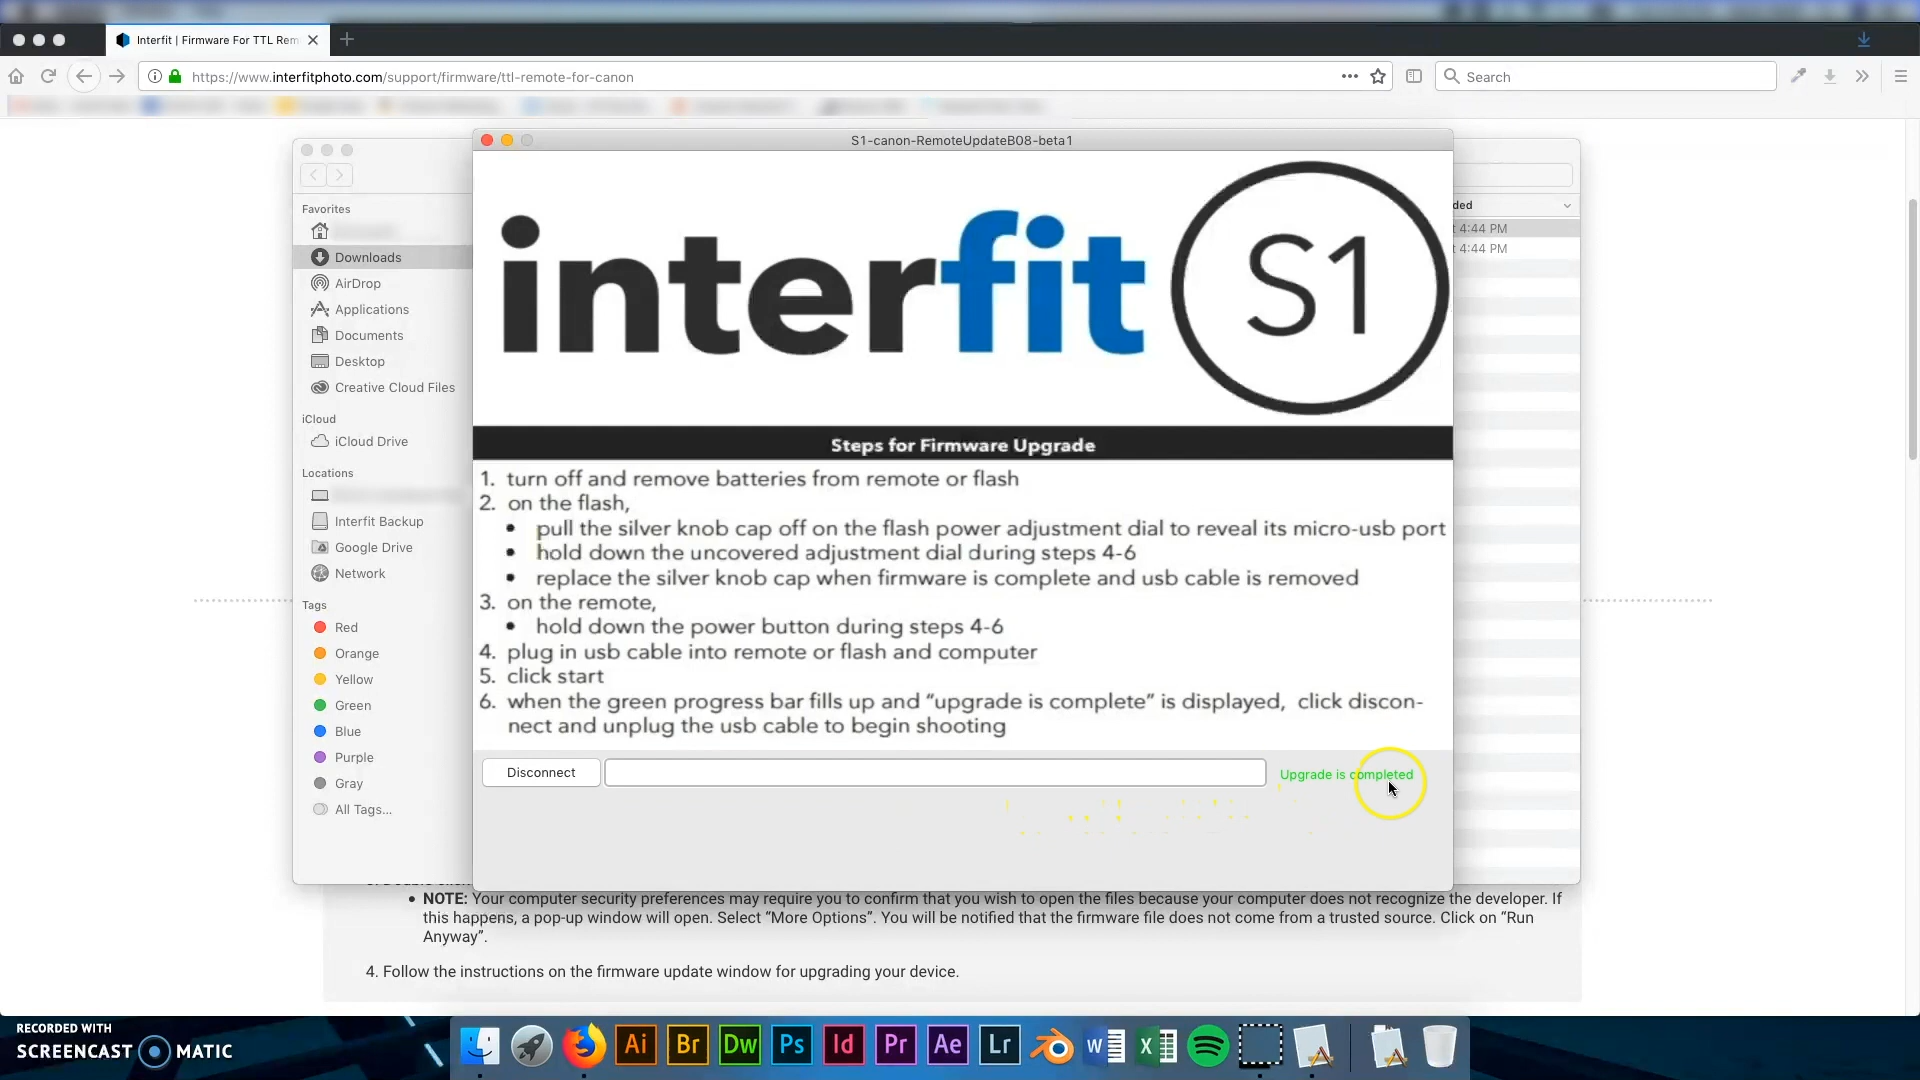 Interfit | Firmware For TTL Rem
https://www.interfitphoto.com/support/firmware/ttl-remote-for-canon
Search
S1-canon-RemoteUpdateB08-beta1
Favorites
Downloads
AirDrop
Applications
Documents
Desktop
Creative Cloud Files
iCloud
iCloud Drive
Locations
Interfit Backup
Google Drive
Network
Tags
Red
Orange
Yellow
Green
Blue
Purple
Gray
All Tags...
ded
t 4:44 PM
t 4:44 PM
interfit S1
Steps for Firmware Upgrade
1. turn off and remove batteries from remote or flash
2. on the flash,
• pull the silver knob cap off on the flash power adjustment dial to reveal its micro-usb port
• hold down the uncovered adjustment dial during steps 4-6
• replace the silver knob cap when firmware is complete and usb cable is removed
3. on the remote,
• hold down the power button during steps 4-6
4. plug in usb cable into remote or flash and computer
5. click start
6. when the green progress bar fills up and “upgrade is complete” is displayed, click discon-
nect and unplug the usb cable to begin shooting
Disconnect
Upgrade is completed
• NOTE: Your computer security preferences may require you to confirm that you wish to open the files because your computer does not recognize the developer. If
this happens, a pop-up window will open. Select “More Options”. You will be notified that the firmware file does not come from a trusted source. Click on “Run
Anyway”.
4. Follow the instructions on the firmware update window for upgrading your device.
RECORDED WITH
SCREENCAST MATIC
Ai
Br
Dw
Ps
Id
Pr
Ae
Lr
W
X